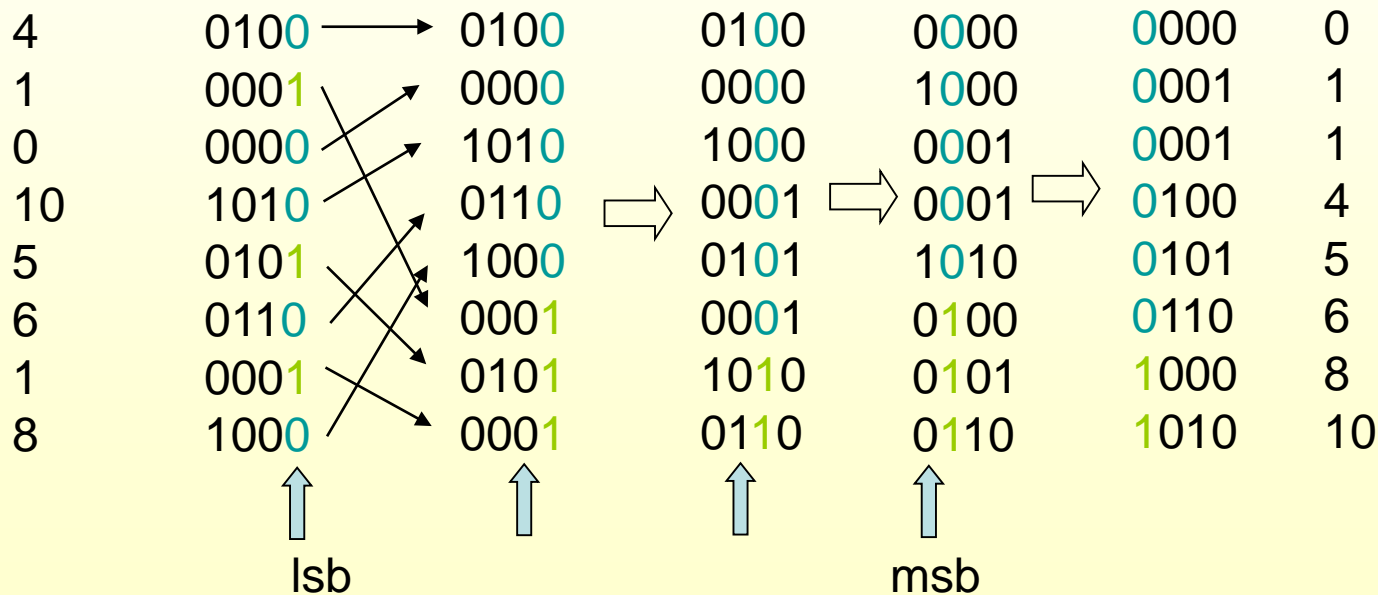 4 0100 0100 0100 0000 0000 0
1 0001 0000 0000 1000 0001 1
0 0000 1010 1000 0001 0001 1
10 1010 0110 0001 0001 0100 4
5 0101 1000 0101 1010 0101 5
6 0110 0001 0001 0100 0110 6
1 0001 0101 1010 0101 1000 8
8 1000 0001 0110 0110 1010 10
lsb msb